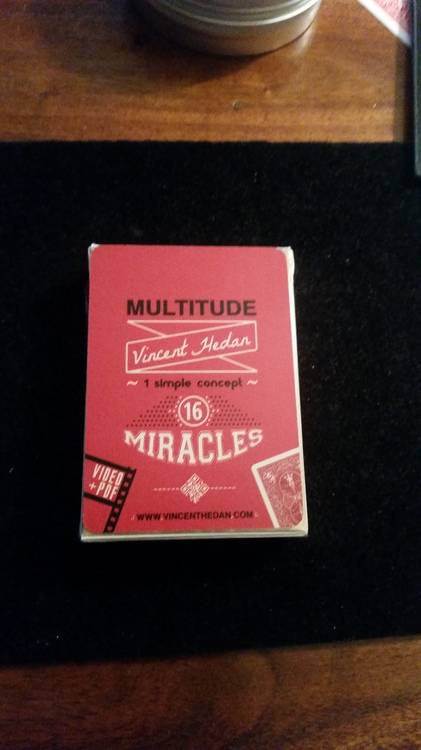 MULTITUDE
Vincent Hedan
~ 1 simple concept ~
16
MIRACLES
VIDEO
+ PDF
WWW.VINCENTHEDAN.COM